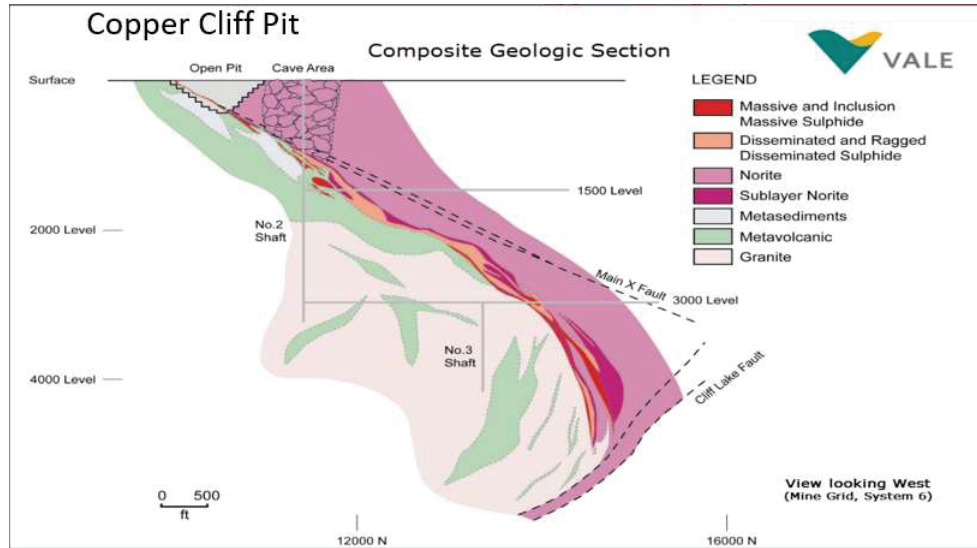 Copper Cliff Pit
Composite Geologic Section
VALE
Open Pit
Cave Area
Surface
LEGEND
Massive and Inclusion
Massive Sulphide
Disseminated and Ragged
Disseminated Sulphide
Norite
Sublayer Norite
Metasediments
Metavolcanic
Granite
1500 Level
No.2
Shaft
2000 Level
Main X Fault
3000 Level
No.3
Shaft
4000 Level
Cliff Lake Fault
View looking West
(Mine Grid, System 6)
0 500
ft
12000 N
16000 N